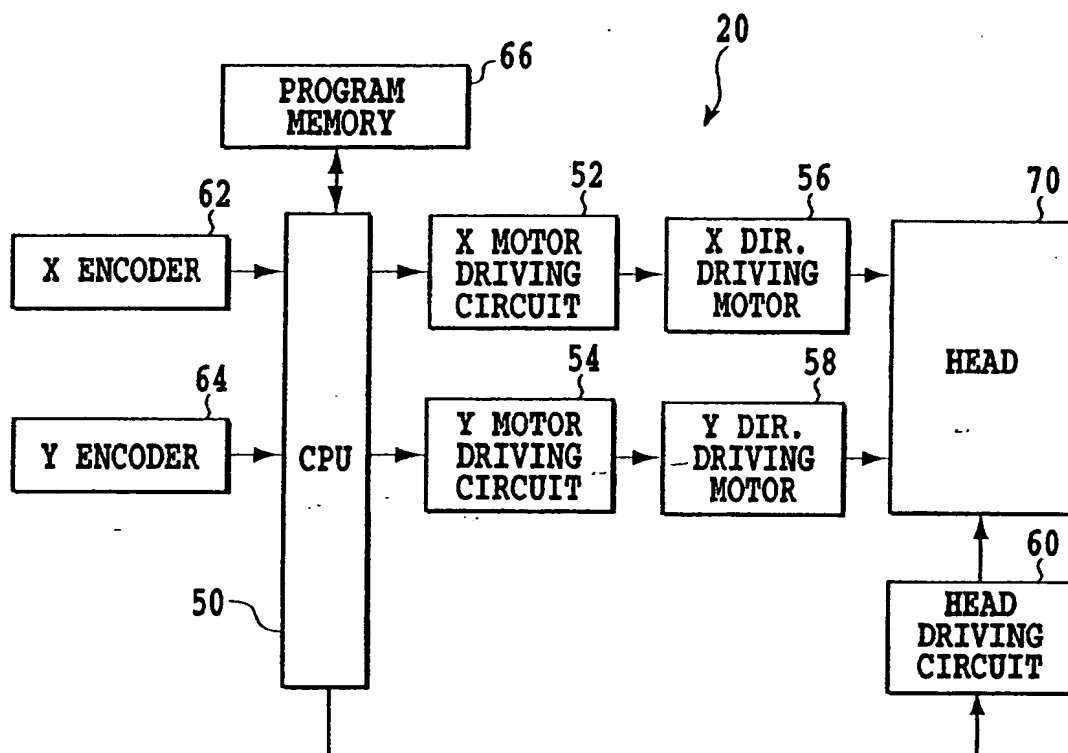 20
66
PROGRAM
MEMORY
62
X ENCODER
52
X MOTOR
DRIVING
CIRCUIT
56
X DIR.
DRIVING
MOTOR
70
HEAD
64
Y ENCODER
CPU
54
Y MOTOR
DRIVING
CIRCUIT
58
Y DIR.
DRIVING
MOTOR
50
60
HEAD
DRIVING
CIRCUIT